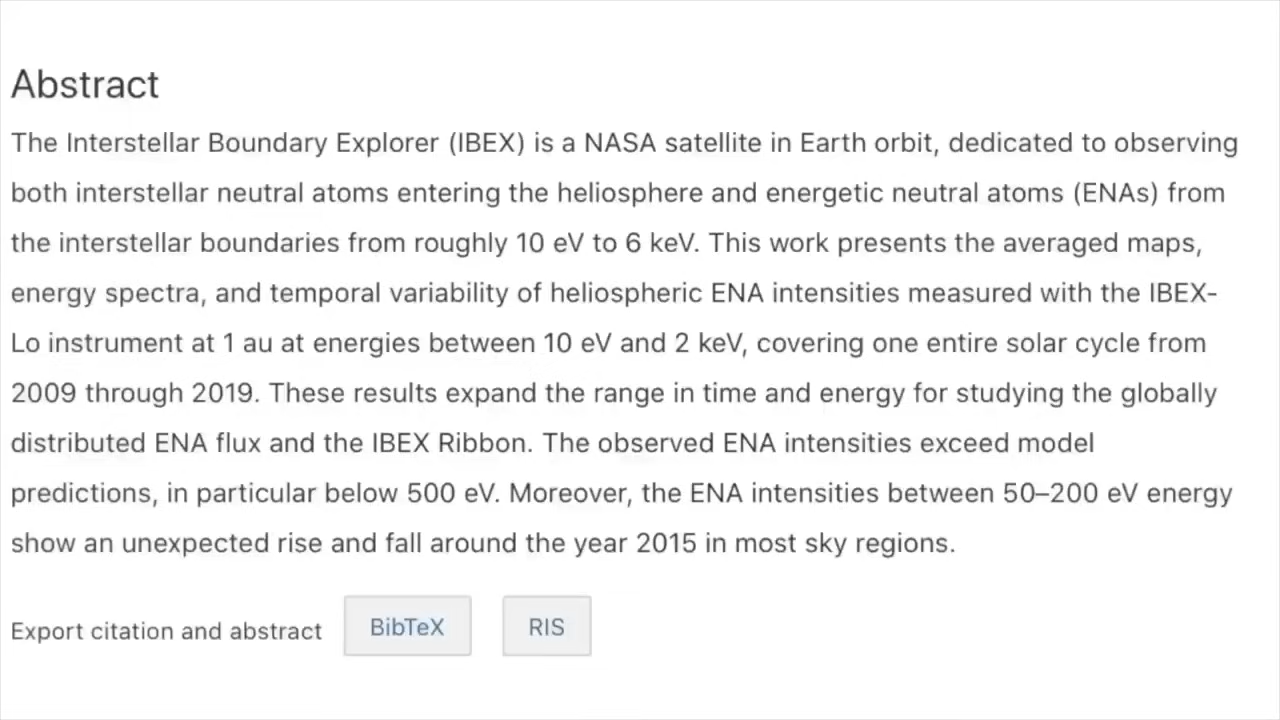 Abstract
The Interstellar Boundary Explorer (IBEX) is a NASA satellite in Earth orbit, dedicated to observing
both interstellar neutral atoms entering the heliosphere and energetic neutral atoms (ENAs) from
the interstellar boundaries from roughly 10 eV to 6 keV. This work presents the averaged maps,
energy spectra, and temporal variability of heliospheric ENA intensities measured with the IBEX-
Lo instrument at 1 au at energies between 10 eV and 2 keV, covering one entire solar cycle from
2009 through 2019. These results expand the range in time and energy for studying the globally
distributed ENA flux and the IBEX Ribbon. The observed ENA intensities exceed model
predictions, in particular below 500 eV. Moreover, the ENA intensities between 50–200 eV energy
show an unexpected rise and fall around the year 2015 in most sky regions.
Export citation and abstract BibTeX RIS